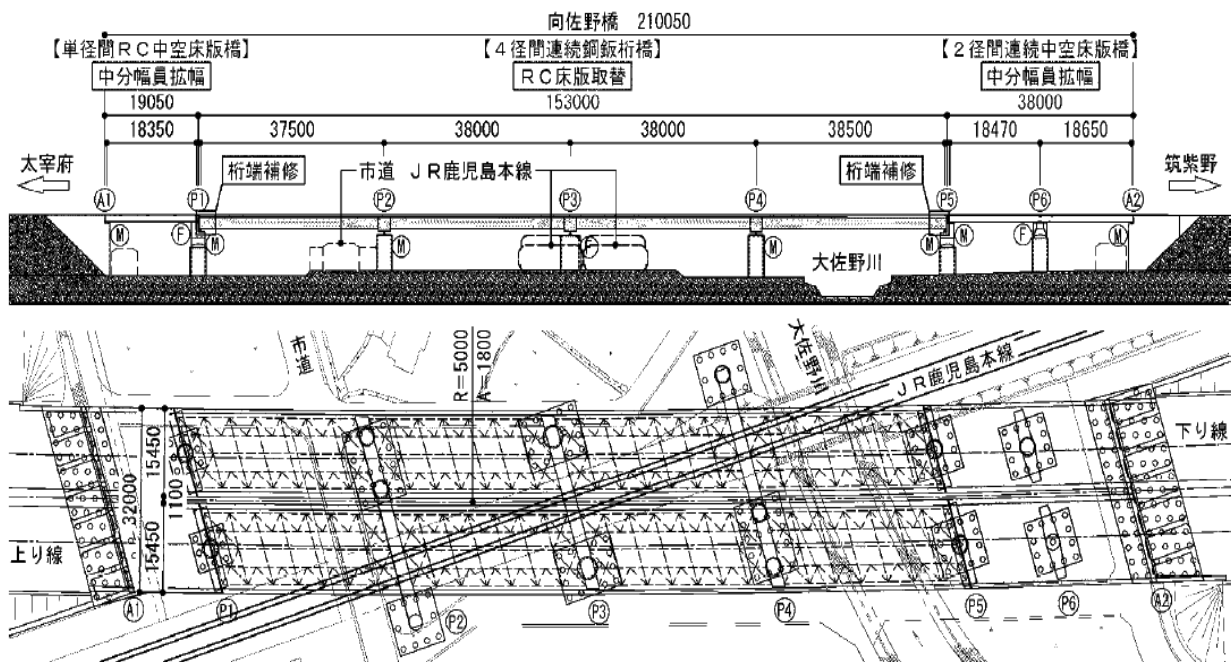 向佐野橋 210050
【単径間RC中空床版橋】 【4径間連続鋼鈑桁橋】 【2径間連続中空床版橋】
中分幅員拡幅 RC床版取替 中分幅員拡幅
19050 153000 38000
18350 37500 38000 38000 38500 18470 18650
太宰府 桁端補修 市道 JR鹿児島本線 桁端補修 筑紫野
A1 P1 P2 P3 P4 P5 P6 A2
M F M M F M M M F M
大佐野川
市道 R=5000 A=1800 大佐野川 JR鹿児島本線
15450 下り線
32000 1100
15450
上り線
A1 P1 P2 P3 P4 P5 P6 A2